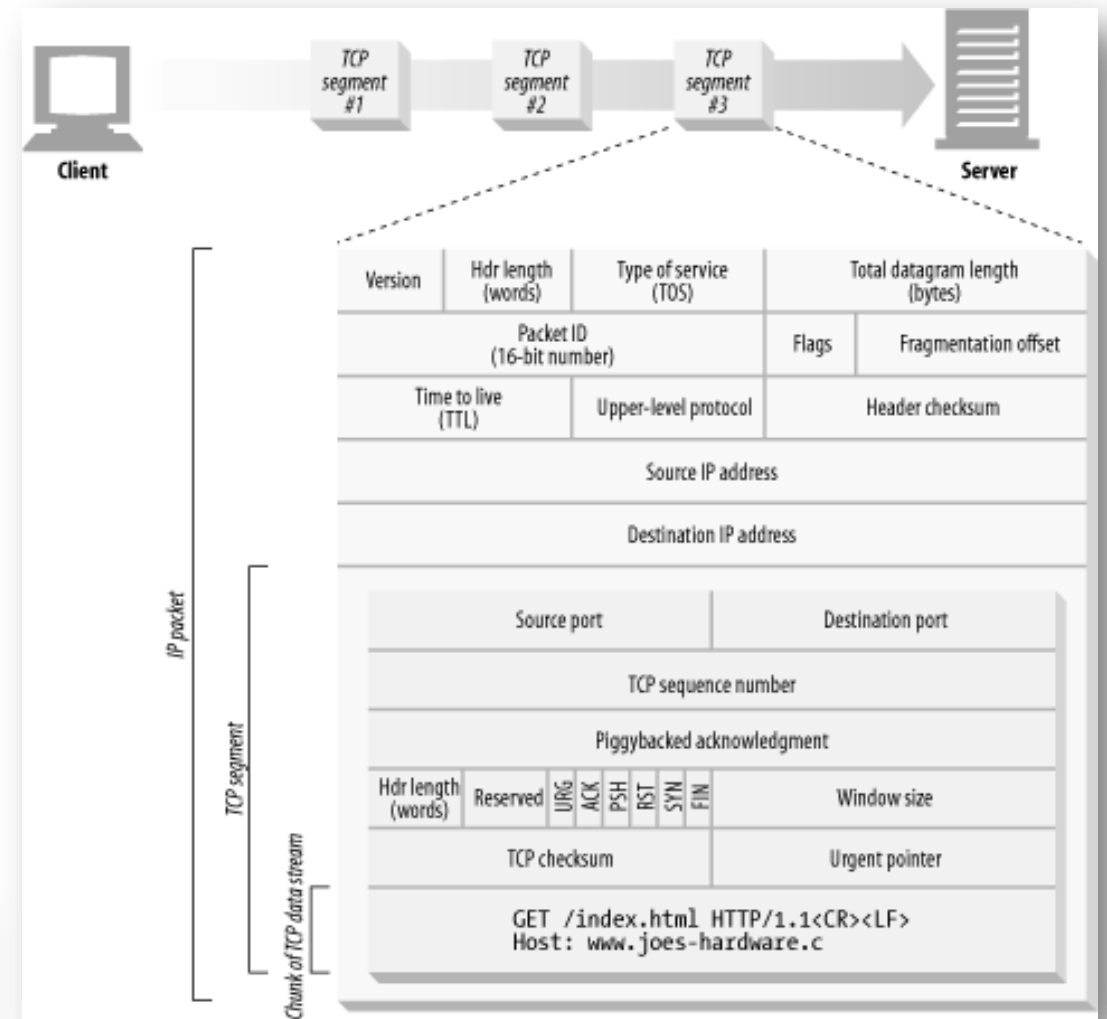 TCP
segment
#1
TCP
segment
#2
TCP
segment
#3
Client
Server
Version
Hdr length
(words)
Type of service
(TOS)
Total datagram length
(bytes)
Packet ID
(16-bit number)
Flags
Fragmentation offset
Time to live
(TTL)
Upper-level protocol
Header checksum
Source IP address
Destination IP address
IP packet
TCP segment
Source port
Destination port
TCP sequence number
Piggybacked acknowledgment
Hdr length
(words)
Reserved
URG
ACK
PSH
RST
SYN
FIN
Window size
TCP checksum
Urgent pointer
Chunk of TCP data stream
GET /index.html HTTP/1.1<CR><LF>
Host: www.joes-hardware.c